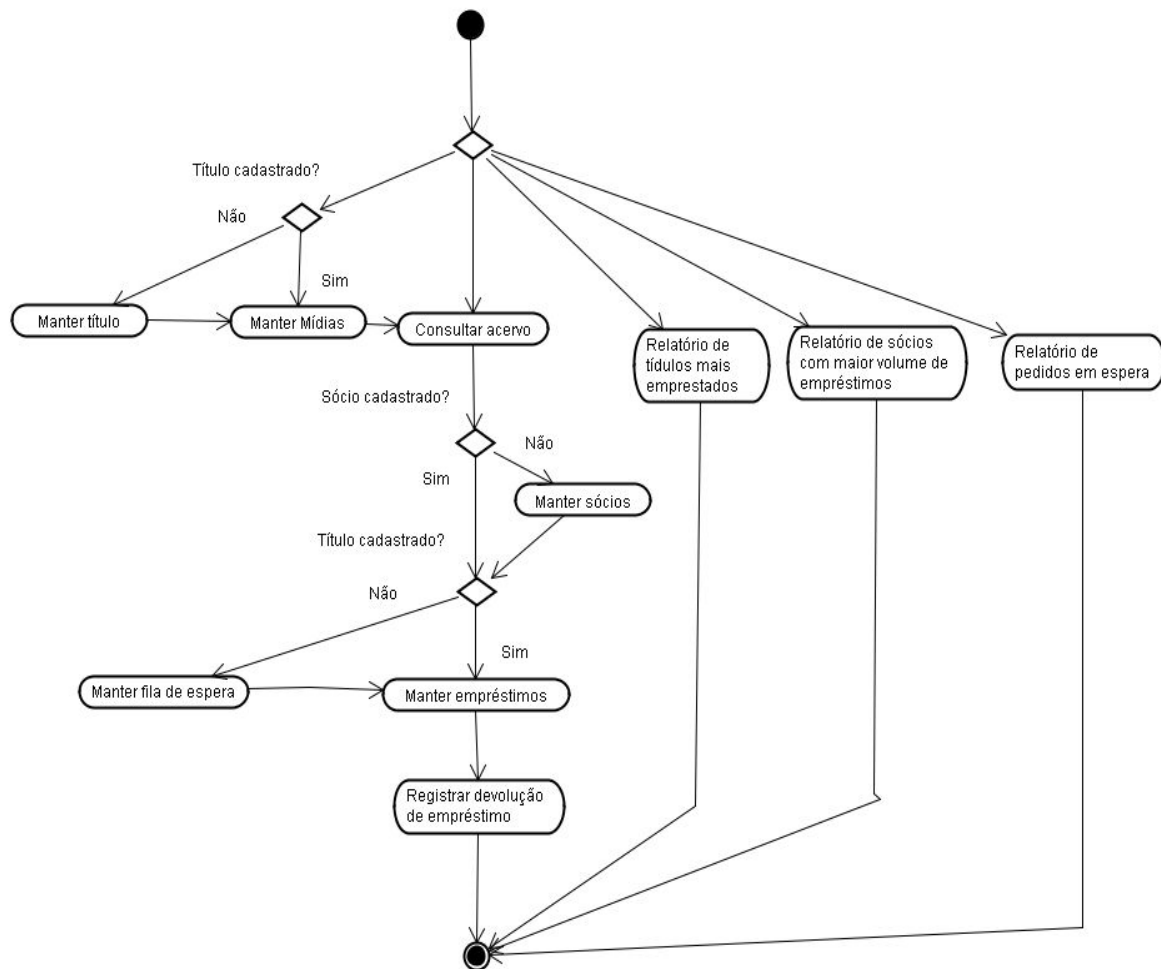 Título cadastrado?
Não
Sim
Manter título
Manter Mídias
Consultar acervo
Relatório de
tídulos mais
emprestados
Relatório de sócios
com maior volume de
empréstimos
Relatório de
pedidos em espera
Sócio cadastrado?
Não
Sim
Manter sócios
Título cadastrado?
Não
Sim
Manter fila de espera
Manter empréstimos
Registrar devolução
de empréstimo